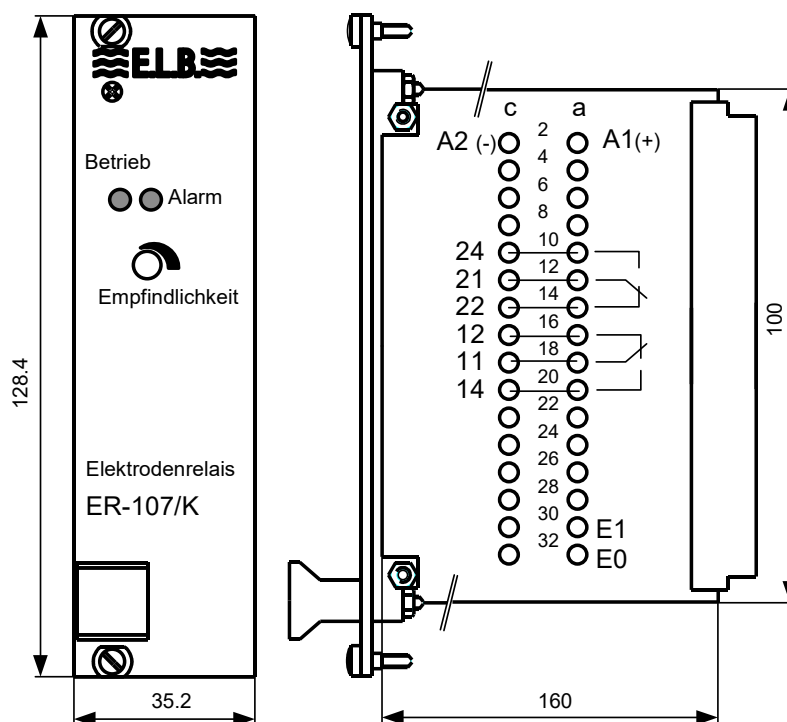 E.L.B.
Betrieb
Alarm
Empfindlichkeit
Elektrodenrelais
ER-107/K
128.4
35.2
c a
A2 (-) 2 A1(+)
4
6
8
24 10
21 12
22 14
12 16
11 18
14 20
22
24
26
28
30 E1
32 E0
100
160